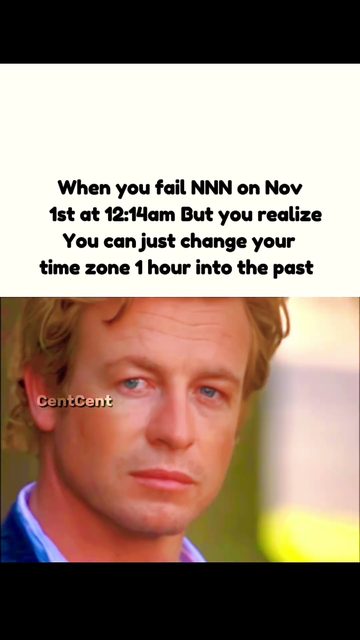 When you fail NNN on Nov
1st at 12:14am But you realize
You can just change your
time zone 1 hour into the past
CentCent